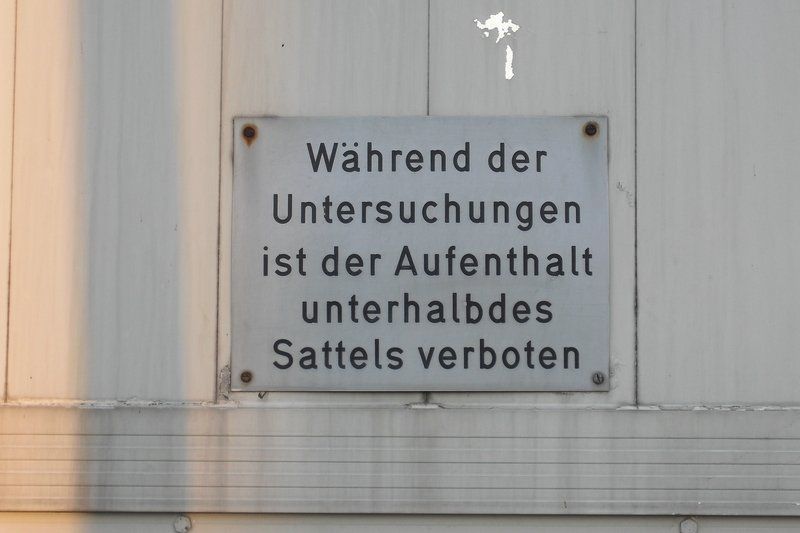 Während der
Untersuchungen
ist der Aufenthalt
unterhalbdes
Sattels verboten